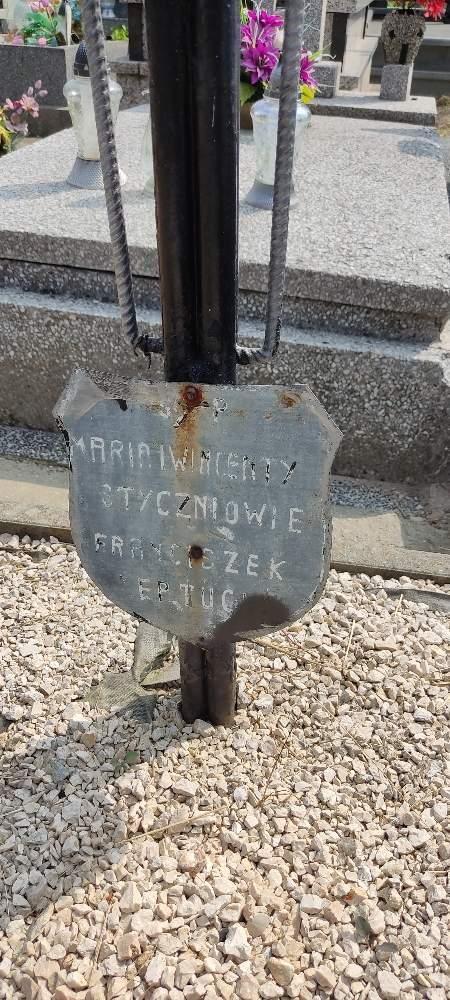 Ś P
MARIA I WINCENTY
STYCZNIOWIE
FRANCISZEK